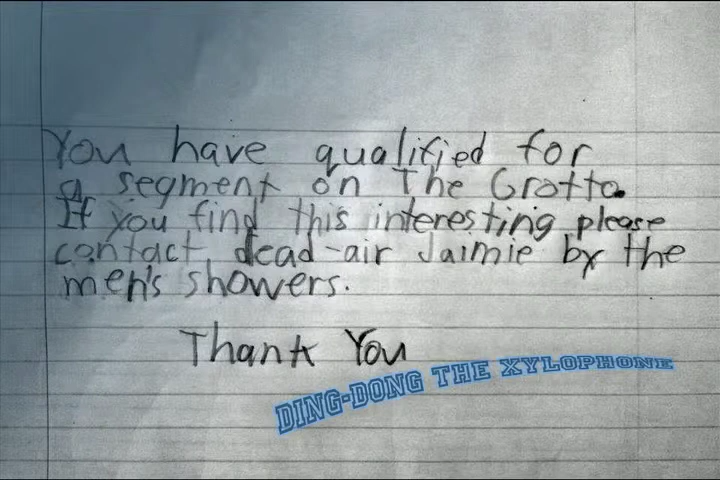 You have qualified for
a segment on The Grotto.
If you find this interesting please
contact dead-air Jaimie by the
men's showers.
Thank You
DING-DONG THE XYLOPHONE